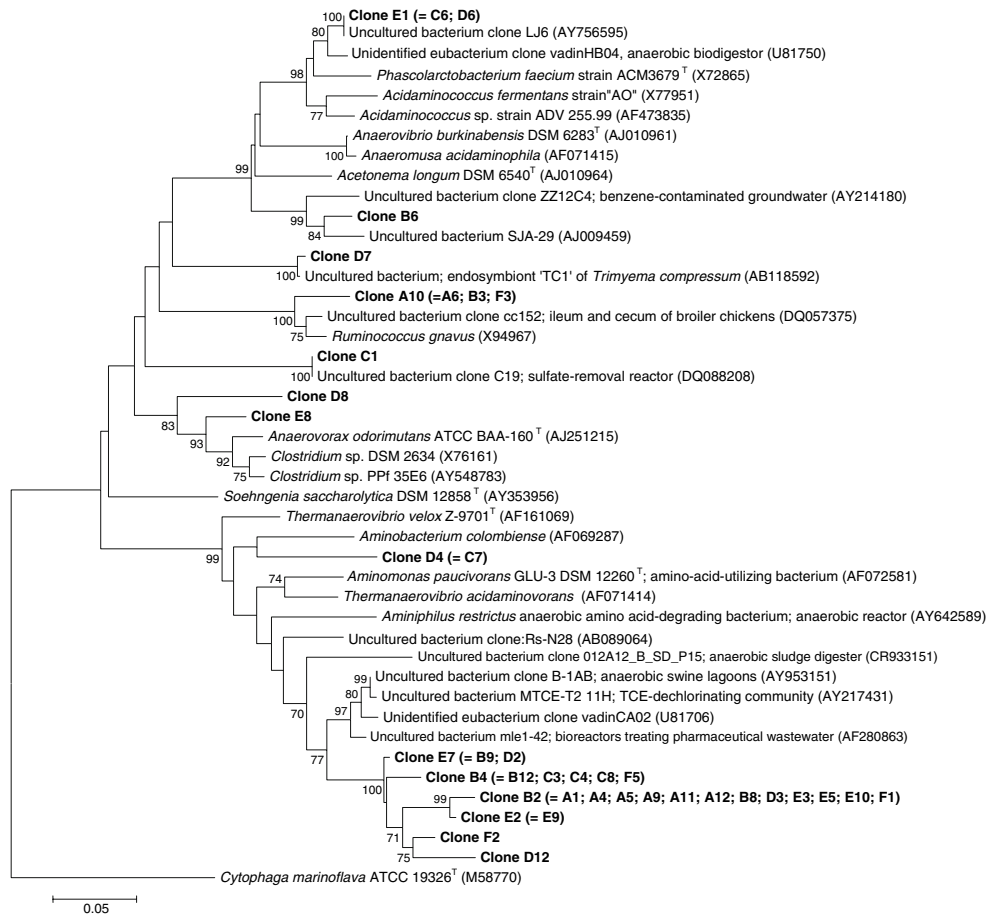 100 Clone E1 (= C6; D6)
80 Uncultured bacterium clone LJ6 (AY756595)
Unidentified eubacterium clone vadinHB04, anaerobic biodigestor (U81750)
98 Phascolarctobacterium faecium strain ACM3679 T (X72865)
Acidaminococcus fermentans strain"AO" (X77951)
77 Acidaminococcus sp. strain ADV 255.99 (AF473835)
Anaerovibrio burkinabensis DSM 6283T (AJ010961)
100 Anaeromusa acidaminophila (AF071415)
99 Acetonema longum DSM 6540T (AJ010964)
Uncultured bacterium clone ZZ12C4; benzene-contaminated groundwater (AY214180)
99 Clone B6
84 Uncultured bacterium SJA-29 (AJ009459)
Clone D7
100 Uncultured bacterium; endosymbiont 'TC1' of Trimyema compressum (AB118592)
Clone A10 (=A6; B3; F3)
100 Uncultured bacterium clone cc152; ileum and cecum of broiler chickens (DQ057375)
75 Ruminococcus gnavus (X94967)
Clone C1
100 Uncultured bacterium clone C19; sulfate-removal reactor (DQ088208)
Clone D8
83 Clone E8
93 Anaerovorax odorimutans ATCC BAA-160 T (AJ251215)
92 Clostridium sp. DSM 2634 (X76161)
75 Clostridium sp. PPf 35E6 (AY548783)
Soehngenia saccharolytica DSM 12858 T (AY353956)
Thermanaerovibrio velox Z-9701T (AF161069)
Aminobacterium colombiense (AF069287)
99 Clone D4 (= C7)
74 Aminomonas paucivorans GLU-3 DSM 12260 T; amino-acid-utilizing bacterium (AF072581)
Thermanaerovibrio acidaminovorans (AF071414)
Aminiphilus restrictus anaerobic amino acid-degrading bacterium; anaerobic reactor (AY642589)
Uncultured bacterium clone:Rs-N28 (AB089064)
Uncultured bacterium clone 012A12_B_SD_P15; anaerobic sludge digester (CR933151)
99 Uncultured bacterium clone B-1AB; anaerobic swine lagoons (AY953151)
80 Uncultured bacterium MTCE-T2 11H; TCE-dechlorinating community (AY217431)
70 97 Unidentified eubacterium clone vadinCA02 (U81706)
Uncultured bacterium mle1-42; bioreactors treating pharmaceutical wastewater (AF280863)
77 Clone E7 (= B9; D2)
100 Clone B4 (= B12; C3; C4; C8; F5)
99 Clone B2 (= A1; A4; A5; A9; A11; A12; B8; D3; E3; E5; E10; F1)
Clone E2 (= E9)
71 Clone F2
75 Clone D12
Cytophaga marinoflava ATCC 19326T (M58770)
0.05